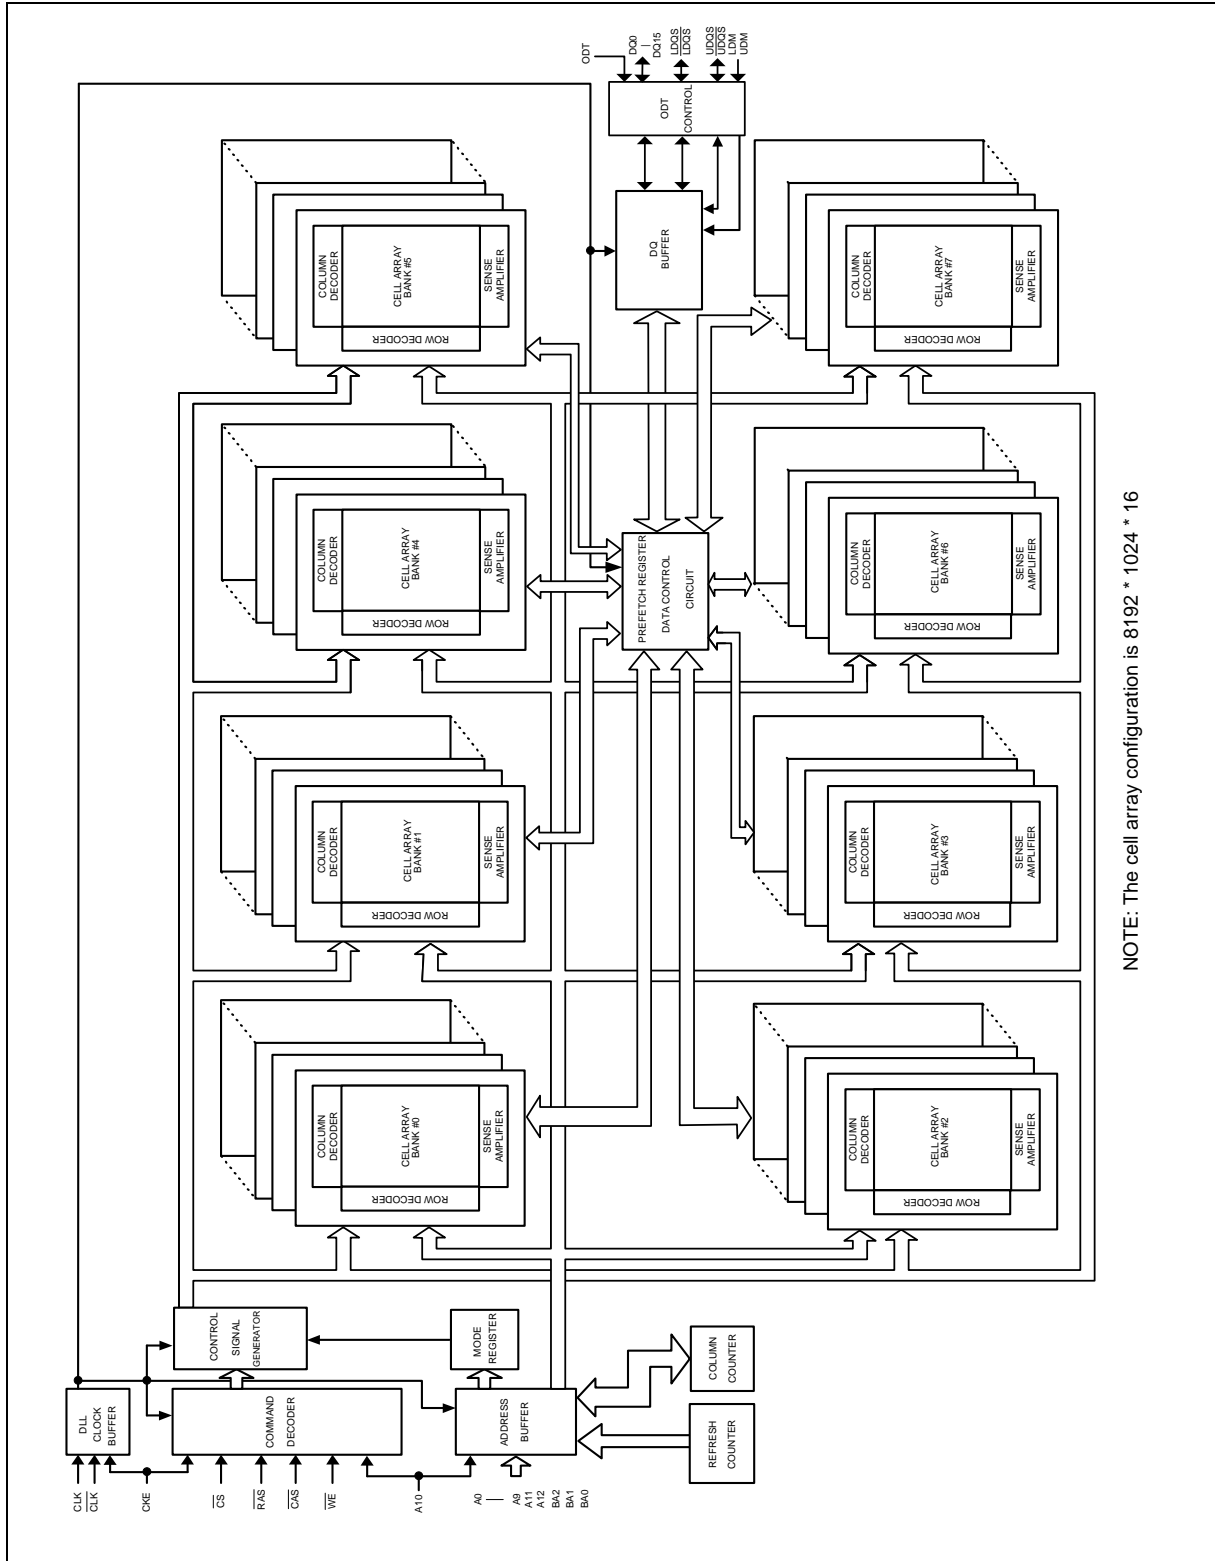 CLK
CLK
CKE
CS
RAS
CAS
WE
A10
A0
A9
A11
A12
BA2
BA1
BA0
DLL
CLOCK
BUFFER
COMMAND
DECODER
ADDRESS
BUFFER
REFRESH
COUNTER
COLUMN
COUNTER
CONTROL
SIGNAL
GENERATOR
MODE
REGISTER
COLUMN
DECODER
CELL ARRAY
BANK #0
SENSE
AMPLIFIER
ROW DECODER
COLUMN
DECODER
CELL ARRAY
BANK #1
SENSE
AMPLIFIER
ROW DECODER
COLUMN
DECODER
CELL ARRAY
BANK #4
SENSE
AMPLIFIER
ROW DECODER
COLUMN
DECODER
CELL ARRAY
BANK #5
SENSE
AMPLIFIER
ROW DECODER
PREFETCH REGISTER
DATA CONTROL
CIRCUIT
DQ
BUFFER
ODT
CONTROL
ODT
DQ0
DQ15
LDQS
LDQS
UDQS
UDQS
LDM
UDM
COLUMN
DECODER
CELL ARRAY
BANK #2
SENSE
AMPLIFIER
ROW DECODER
COLUMN
DECODER
CELL ARRAY
BANK #3
SENSE
AMPLIFIER
ROW DECODER
COLUMN
DECODER
CELL ARRAY
BANK #6
SENSE
AMPLIFIER
ROW DECODER
COLUMN
DECODER
CELL ARRAY
BANK #7
SENSE
AMPLIFIER
ROW DECODER
NOTE: The cell array configuration is 8192 * 1024 * 16